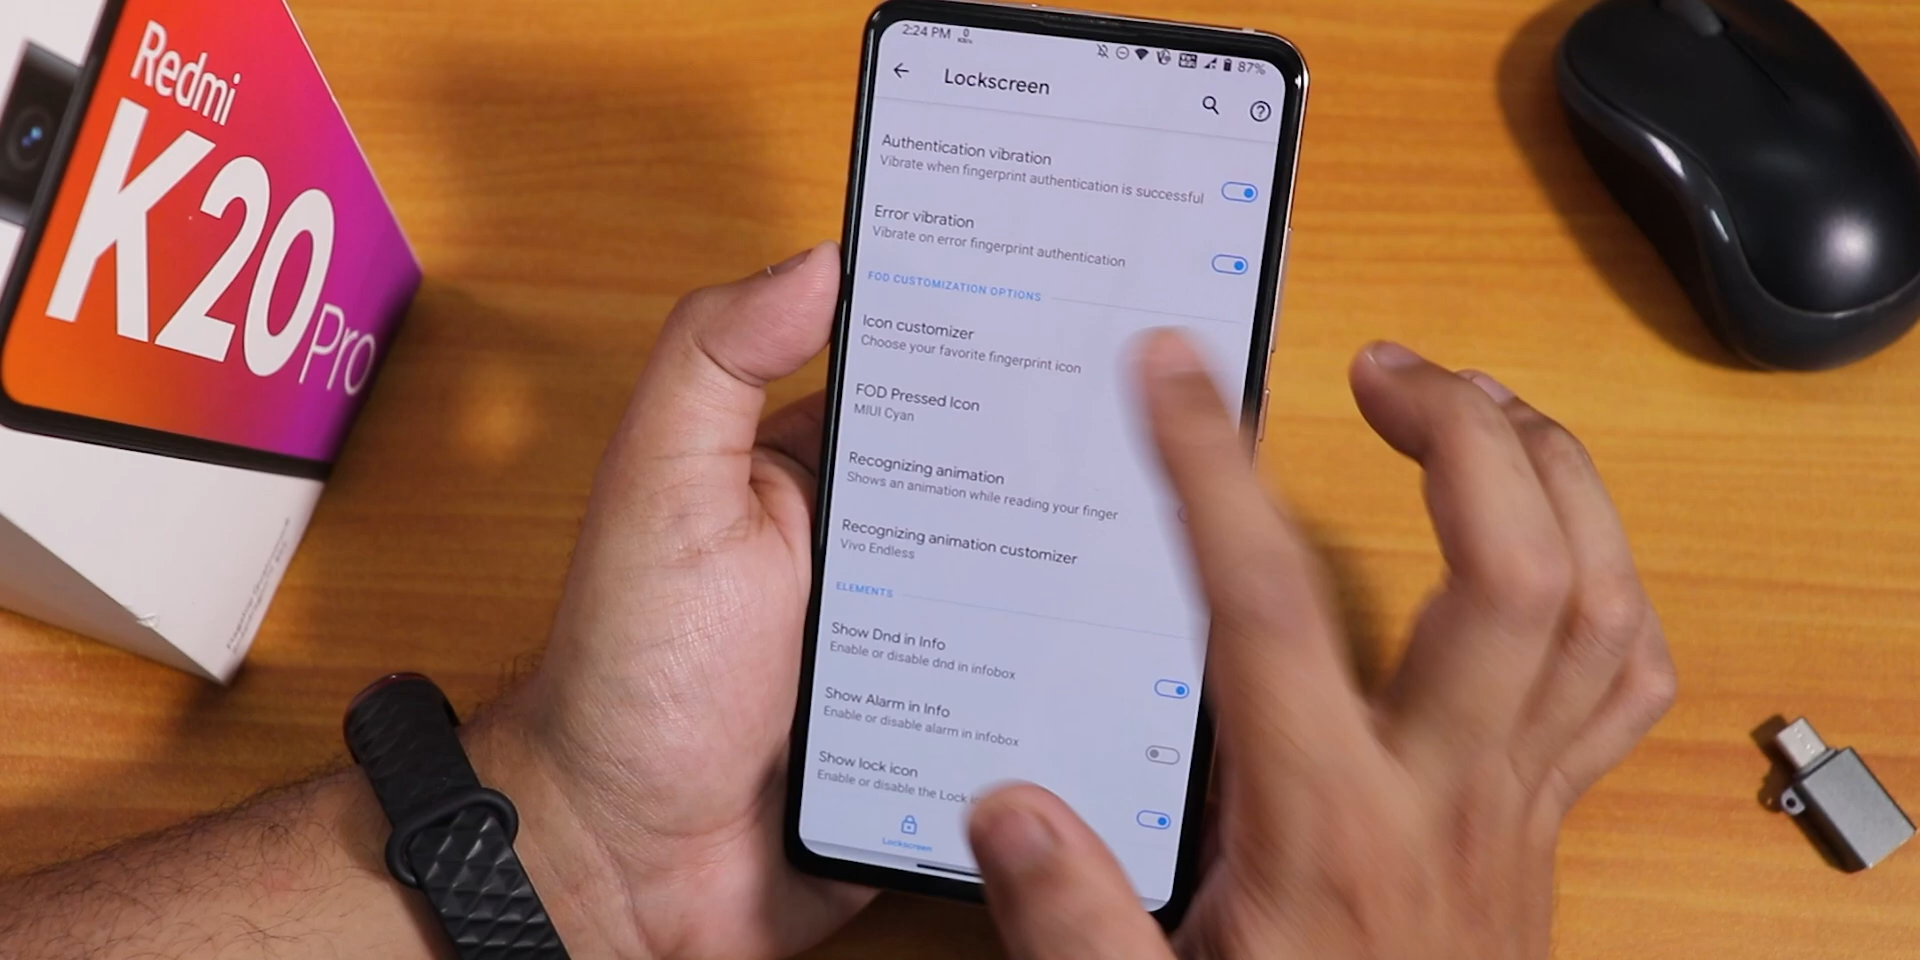 Redmi
K20 Pro
2:24 PM
87%
Lockscreen
Authentication vibration
Vibrate when fingerprint authentication is successful
Error vibration
Vibrate on error fingerprint authentication
FOD CUSTOMIZATION OPTIONS
Icon customizer
Choose your favorite fingerprint icon
FOD Pressed Icon
MIUI Cyan
Recognizing animation
Shows an animation while reading your finger
Recognizing animation customizer
Vivo Endless
ELEMENTS
Show Dnd in Info
Enable or disable dnd in infobox
Show Alarm in Info
Enable or disable alarm in infobox
Show lock icon
Enable or disable the Lock
Lockscreen